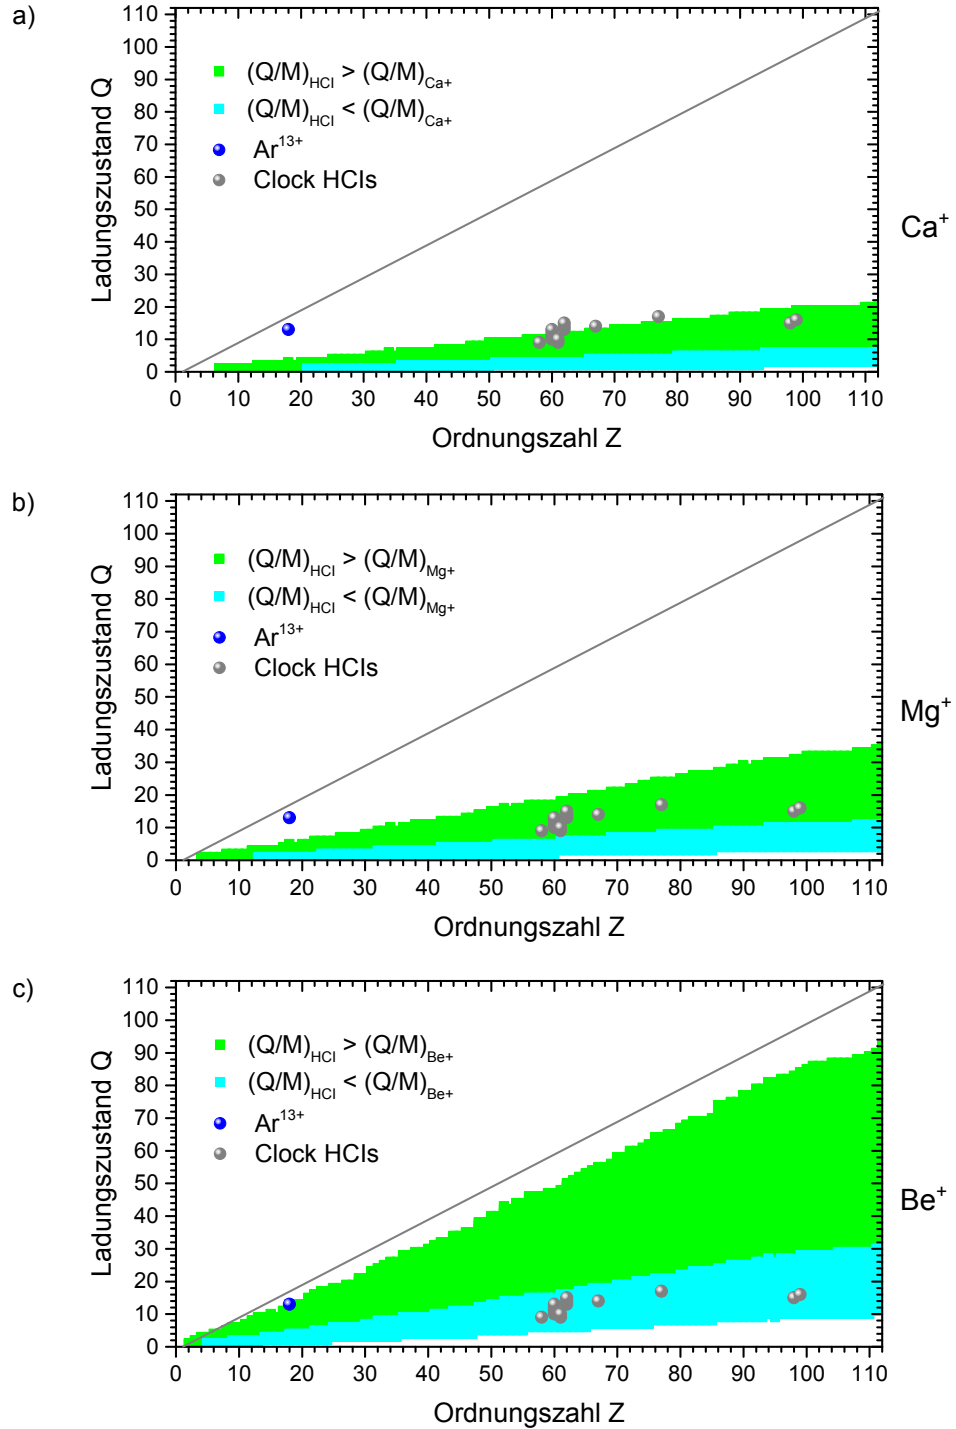 a)
Ladungszustand Q
110
100
90
80
70
60
50
40
30
20
10
0
(Q/M)HCI > (Q/M)Ca+
(Q/M)HCI < (Q/M)Ca+
Ar13+
Clock HCIs
Ca+
0 10 20 30 40 50 60 70 80 90 100 110
Ordnungszahl Z
b)
Ladungszustand Q
110
100
90
80
70
60
50
40
30
20
10
0
(Q/M)HCI > (Q/M)Mg+
(Q/M)HCI < (Q/M)Mg+
Ar13+
Clock HCIs
Mg+
0 10 20 30 40 50 60 70 80 90 100 110
Ordnungszahl Z
c)
Ladungszustand Q
110
100
90
80
70
60
50
40
30
20
10
0
(Q/M)HCI > (Q/M)Be+
(Q/M)HCI < (Q/M)Be+
Ar13+
Clock HCIs
Be+
0 10 20 30 40 50 60 70 80 90 100 110
Ordnungszahl Z